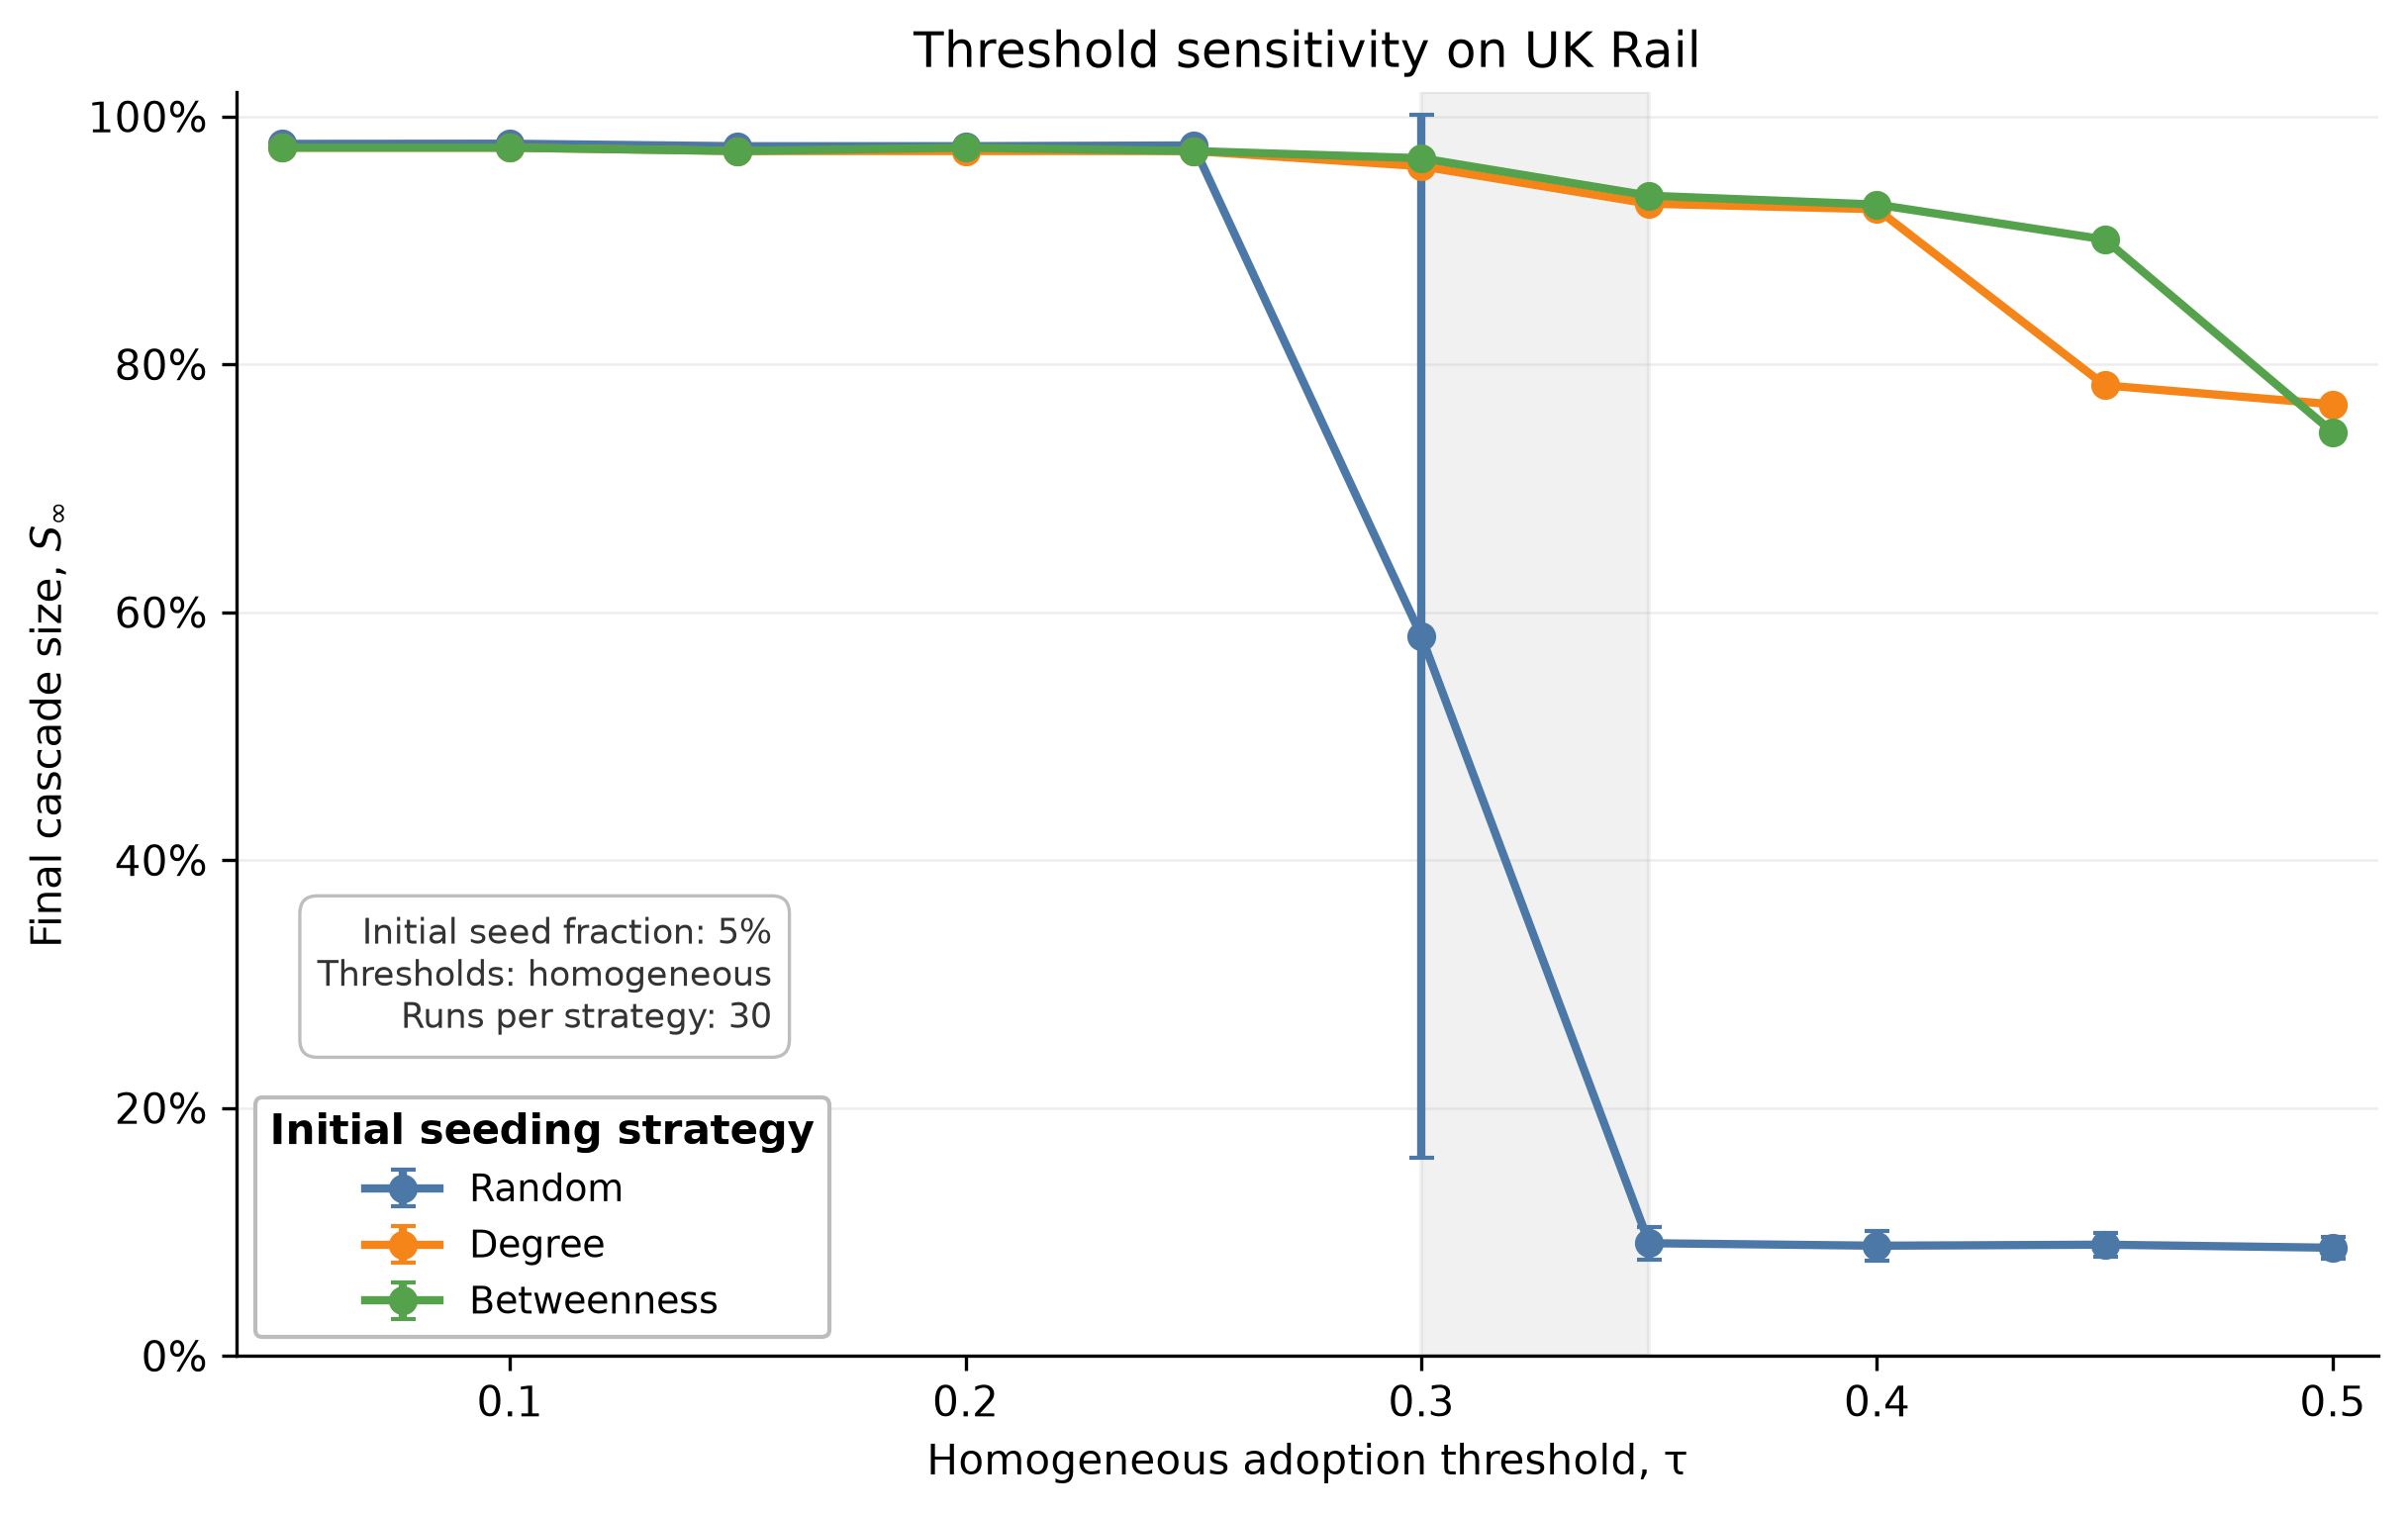 Threshold sensitivity on UK Rail
100%
80%
60%
40%
20%
0%
Final cascade size, S∞
Initial seed fraction: 5%
Thresholds: homogeneous
Runs per strategy: 30
Initial seeding strategy
Random
Degree
Betweenness
0.1
0.2
0.3
0.4
0.5
Homogeneous adoption threshold, τ